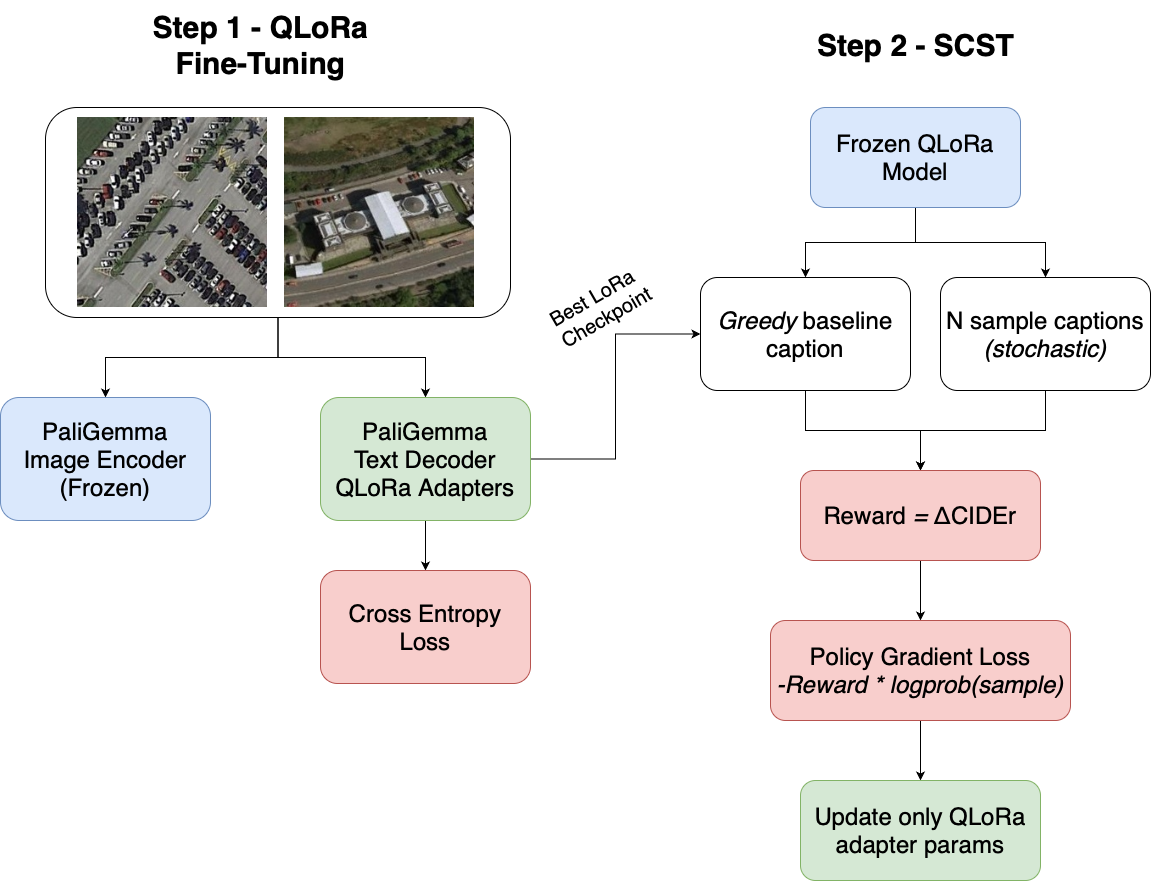 Step 1 - QLoRa
Fine-Tuning
PaliGemma
Image Encoder
(Frozen)
PaliGemma
Text Decoder
QLoRa Adapters
Cross Entropy
Loss
Best LoRa
Checkpoint
Step 2 - SCST
Frozen QLoRa
Model
Greedy baseline
caption
N sample captions
(stochastic)
Reward = ΔCIDEr
Policy Gradient Loss
-Reward * logprob(sample)
Update only QLoRa
adapter params